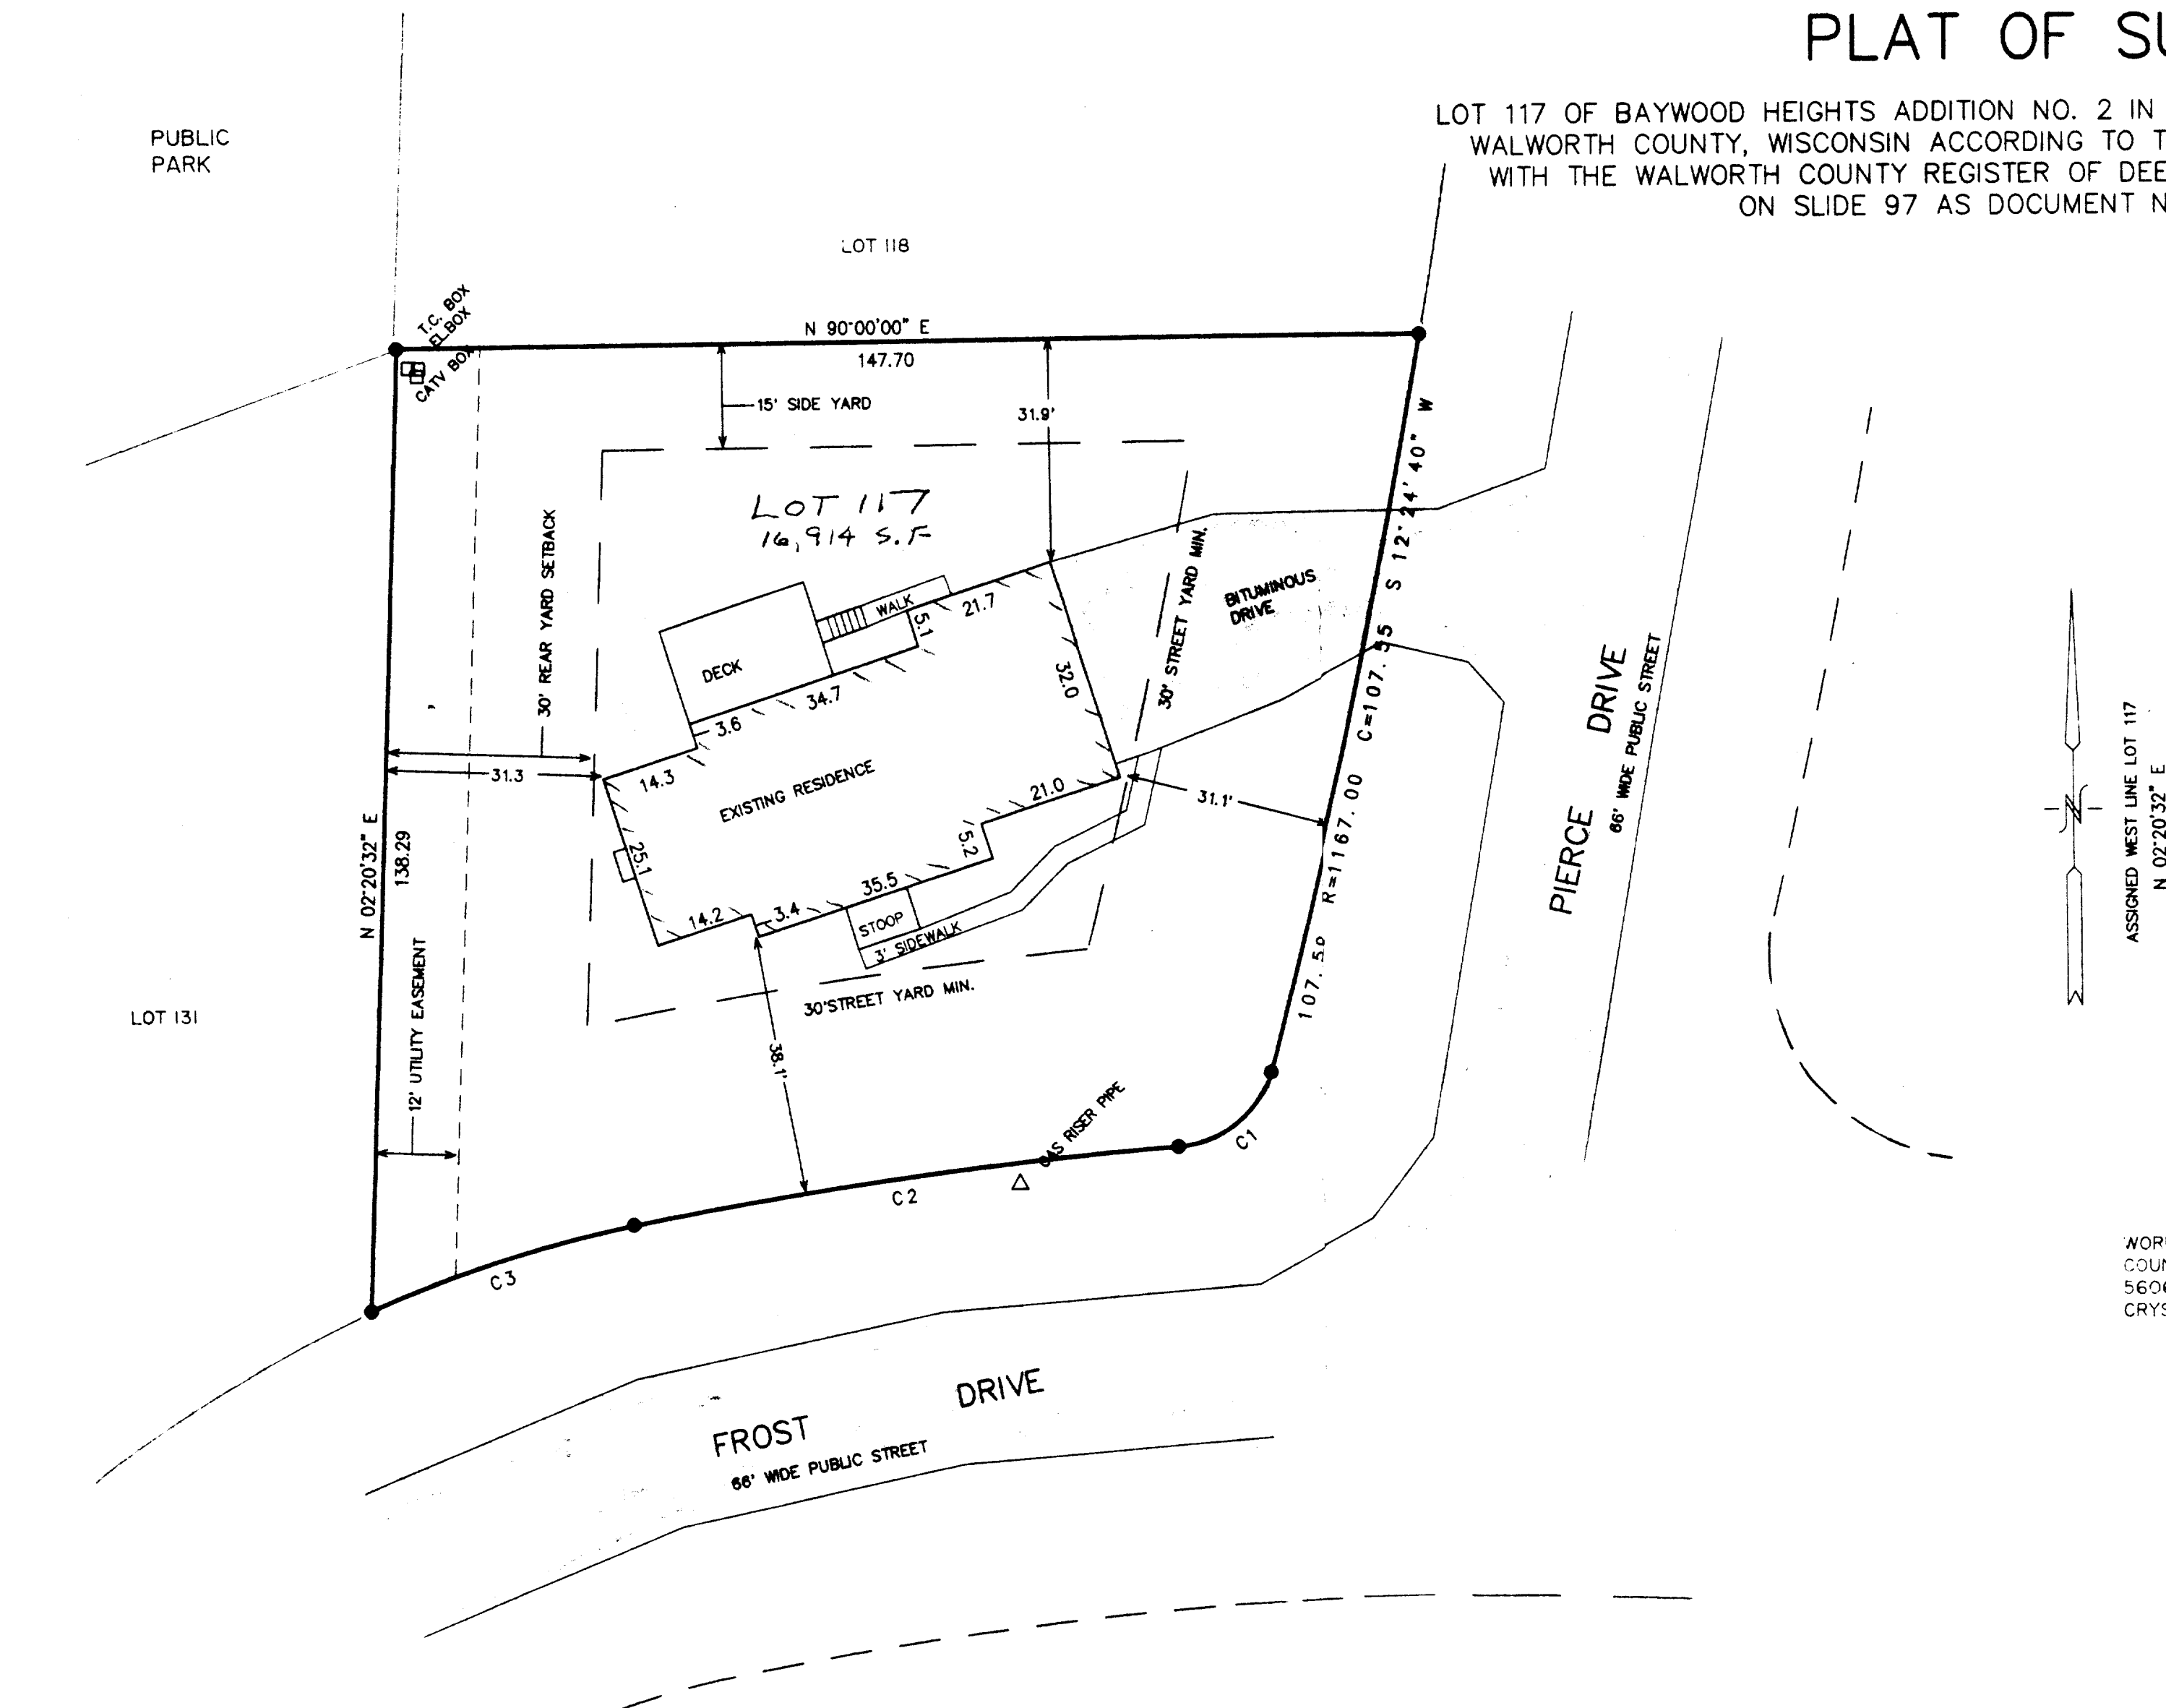 PLAT OF SU
LOT 117 OF BAYWOOD HEIGHTS ADDITION NO. 2 IN
WALWORTH COUNTY, WISCONSIN ACCORDING TO T
WITH THE WALWORTH COUNTY REGISTER OF DEE
ON SLIDE 97 AS DOCUMENT N
PUBLIC
PARK
LOT 118
T.C. BOX
ELBOX
CATV BOX
N 90°00'00" E
147.70
15' SIDE YARD
31.9'
LOT 117
16,914 S.F
30' REAR YARD SETBACK
WALK
21.7
5.1
DECK
34.7
3.6
32.0
BITUMINOUS
DRIVE
30' STREET YARD MIN.
S 12°24'40" W
C=107.55
R=1167.00
107.59
31.3
14.3
EXISTING RESIDENCE
21.0
31.1'
5.2
25.1
35.5
14.2
3.4
STOOP
3' SIDEWALK
30'STREET YARD MIN.
38.1'
N 02°20'32" E
138.29
12' UTILITY EASEMENT
LOT 131
GAS RISER PIPE
C1
C2
C3
PIERCE DRIVE
66' WIDE PUBLIC STREET
FROST DRIVE
66' WIDE PUBLIC STREET
N
ASSIGNED WEST LINE LOT 117
N 02°20'32" E
WOR
COUN
5606
CRYS